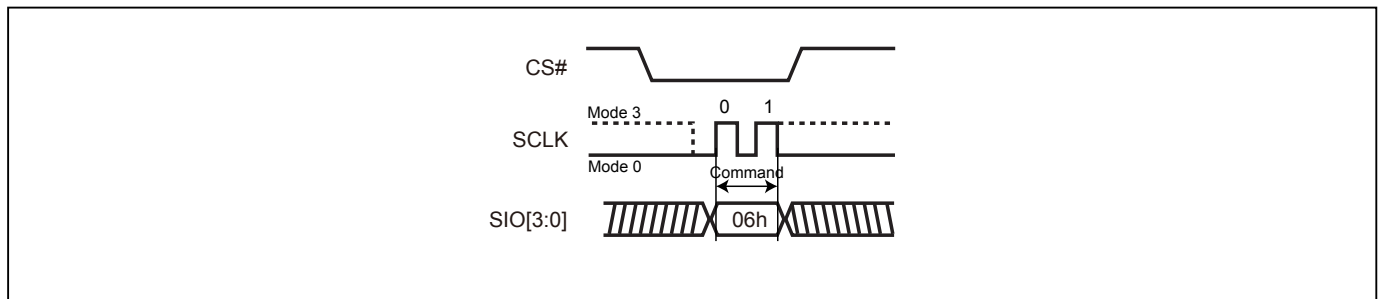 CS#
Mode 3
0 1
SCLK
Mode 0
Command
SIO[3:0]
06h